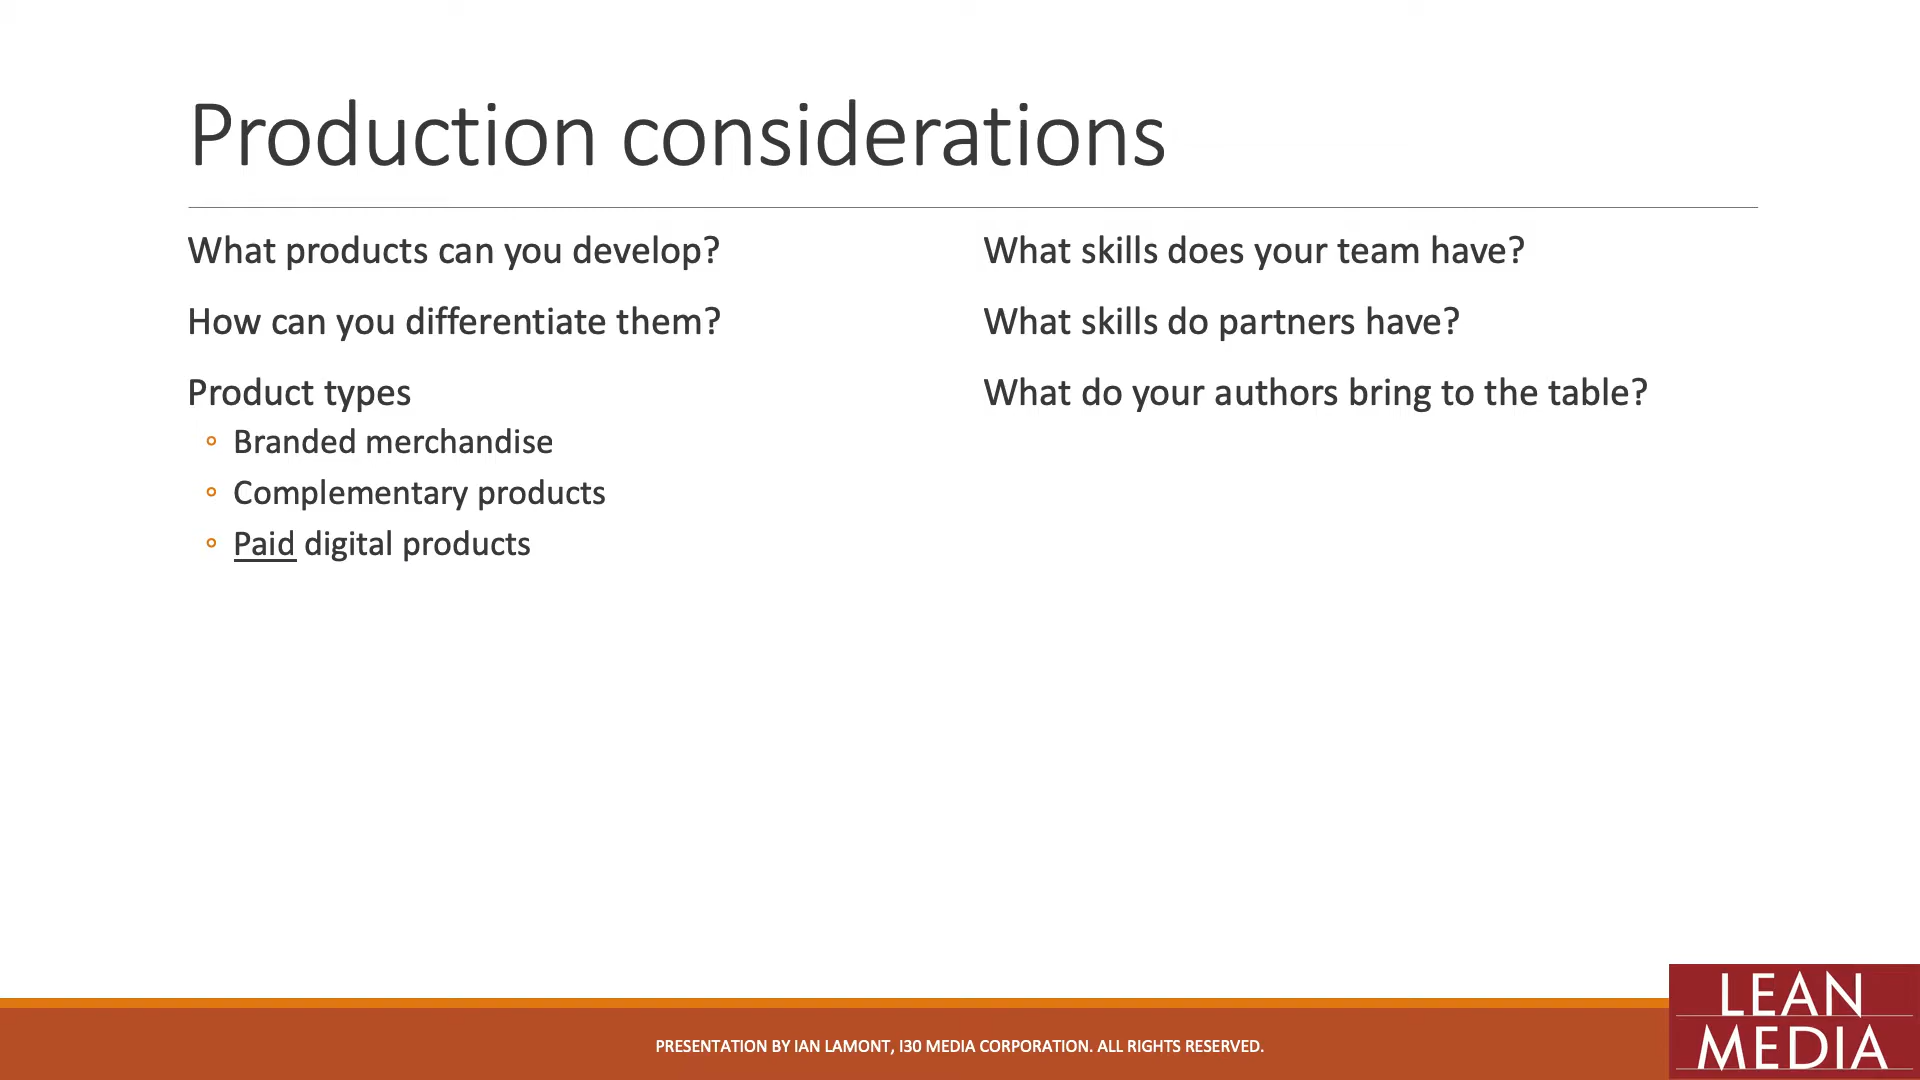 Production considerations
What products can you develop?
How can you differentiate them?
Product types
Branded merchandise
Complementary products
Paid digital products
What skills does your team have?
What skills do partners have?
What do your authors bring to the table?
PRESENTATION BY IAN LAMONT, I30 MEDIA CORPORATION. ALL RIGHTS RESERVED.
LEAN
MEDIA